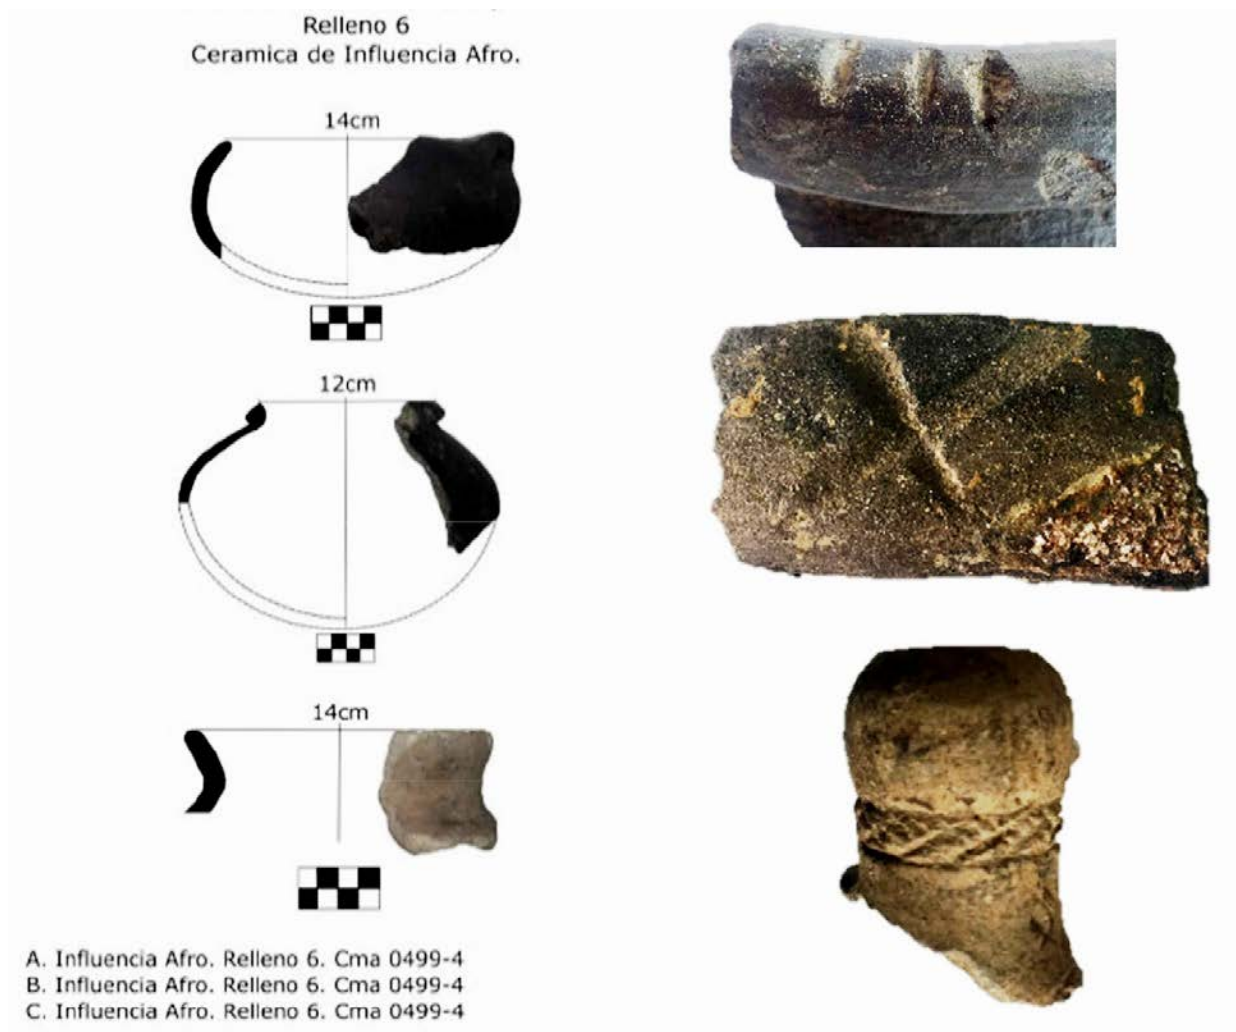 Relleno 6
Ceramica de Influencia Afro.
14cm
12cm
14cm
A. Influencia Afro. Relleno 6. Cma 0499-4
B. Influencia Afro. Relleno 6. Cma 0499-4
C. Influencia Afro. Relleno 6. Cma 0499-4